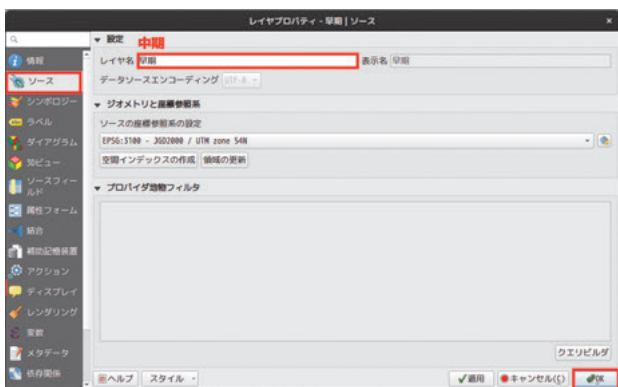 レイヤプロパティ - 早期 | ソース
設定
中期
情報
レイヤ名 早期
表示名 早期
ソース
データソースエンコーディング UTF-8
シンボロジー
ラベル
ジオメトリと座標参照系
ダイアグラム
ソースの座標参照系の設定
EPSG:3100 - JGD2000 / UTM zone 54N
3Dビュー
空間インデックスの作成 領域の更新
ソースフィー
ルド
プロバイダ地物フィルタ
属性フォーム
結合
補助記憶装置
アクション
ディスプレイ
レンダリング
変数
メタデータ
クエリビルダ
依存関係
ヘルプ スタイル
適用 キャンセル(C) OK